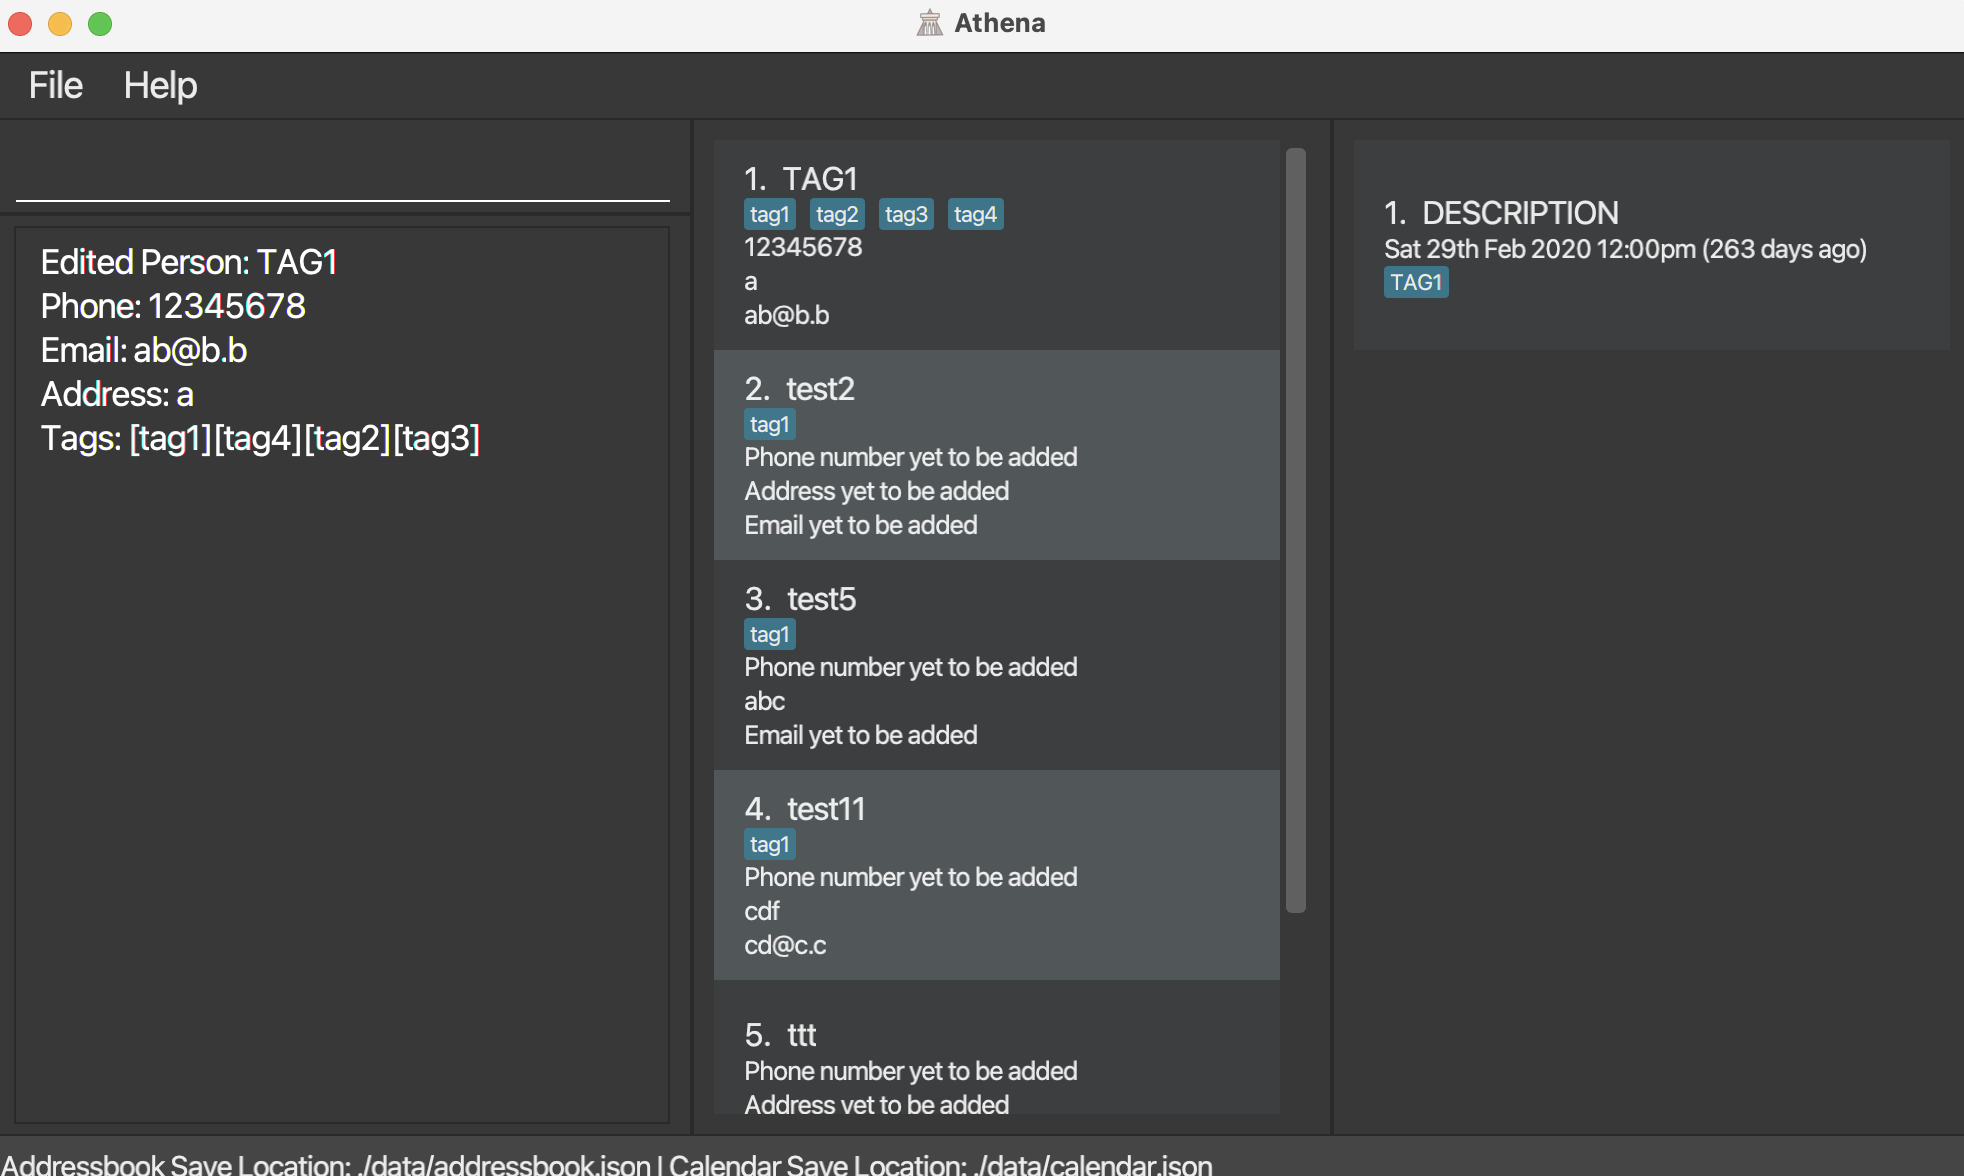 Athena
File Help
Edited Person: TAG1
Phone: 12345678
Email: ab@b.b
Address: a
Tags: [tag1][tag4][tag2][tag3]
1. TAG1
tag1 tag2 tag3 tag4
12345678
a
ab@b.b
2. test2
tag1
Phone number yet to be added
Address yet to be added
Email yet to be added
3. test5
tag1
Phone number yet to be added
abc
Email yet to be added
4. test11
tag1
Phone number yet to be added
cdf
cd@c.c
5. ttt
Phone number yet to be added
Address yet to be added
1. DESCRIPTION
Sat 29th Feb 2020 12:00pm (263 days ago)
TAG1
Addressbook Save Location: ./data/addressbook.json | Calendar Save Location: ./data/calendar.json